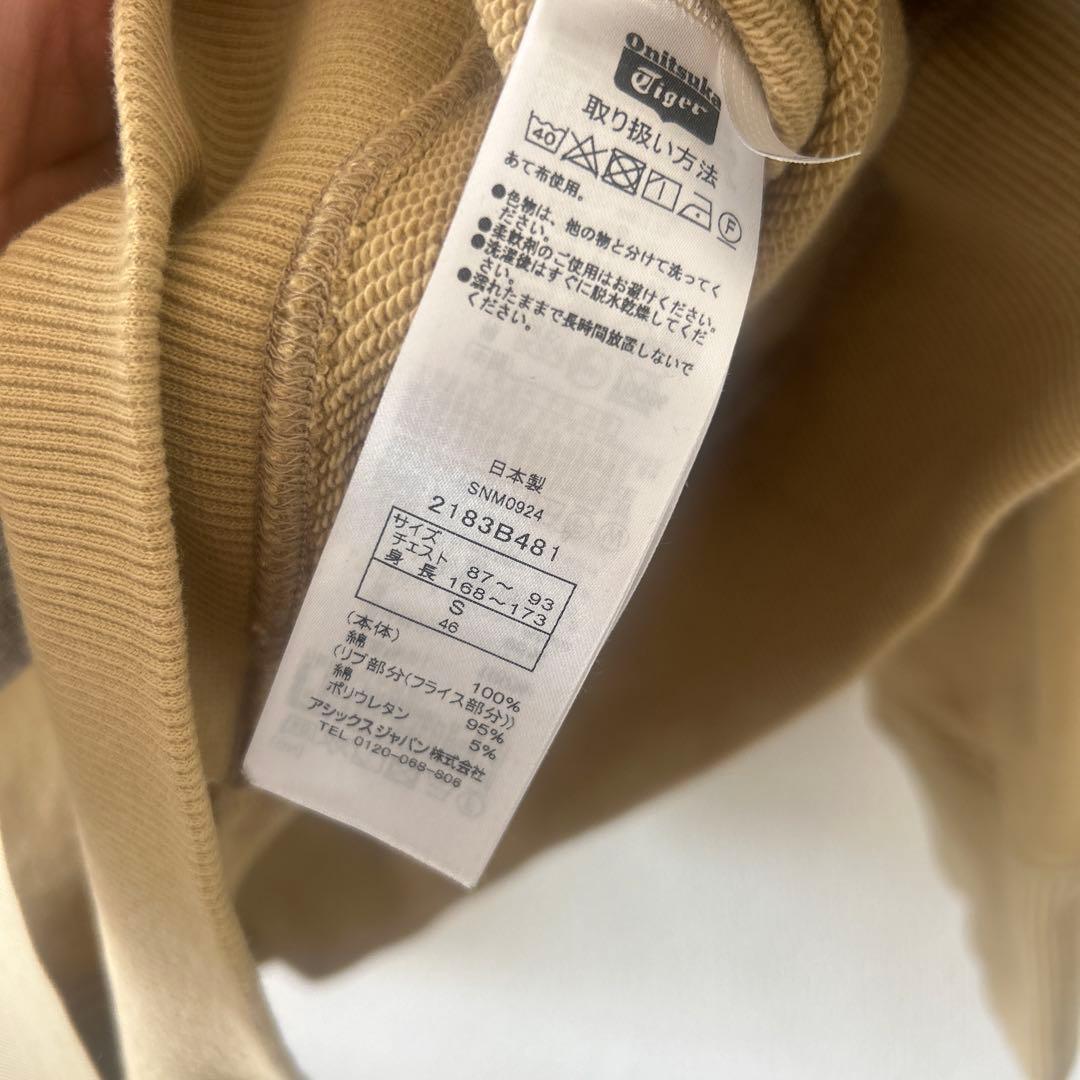 Onitsuka
Tiger
取り扱い方法
40
F
あて布使用。
●色物は、他の物と分けて洗ってく
ださい。
●柔軟剤のご使用はお避けください。
●洗濯後はすぐに脱水乾燥してくだ
さい。
●濡れたままで長時間放置しないで
ください。
日本製
SNM0924
2183B481
サイズ
チェスト 87～ 93
身長 168～173
S
46
(本体)
綿 100%
(リブ部分(フライス部分))
綿 95%
ポリウレタン 5%
アシックスジャパン株式会社
TEL 0120-068-806